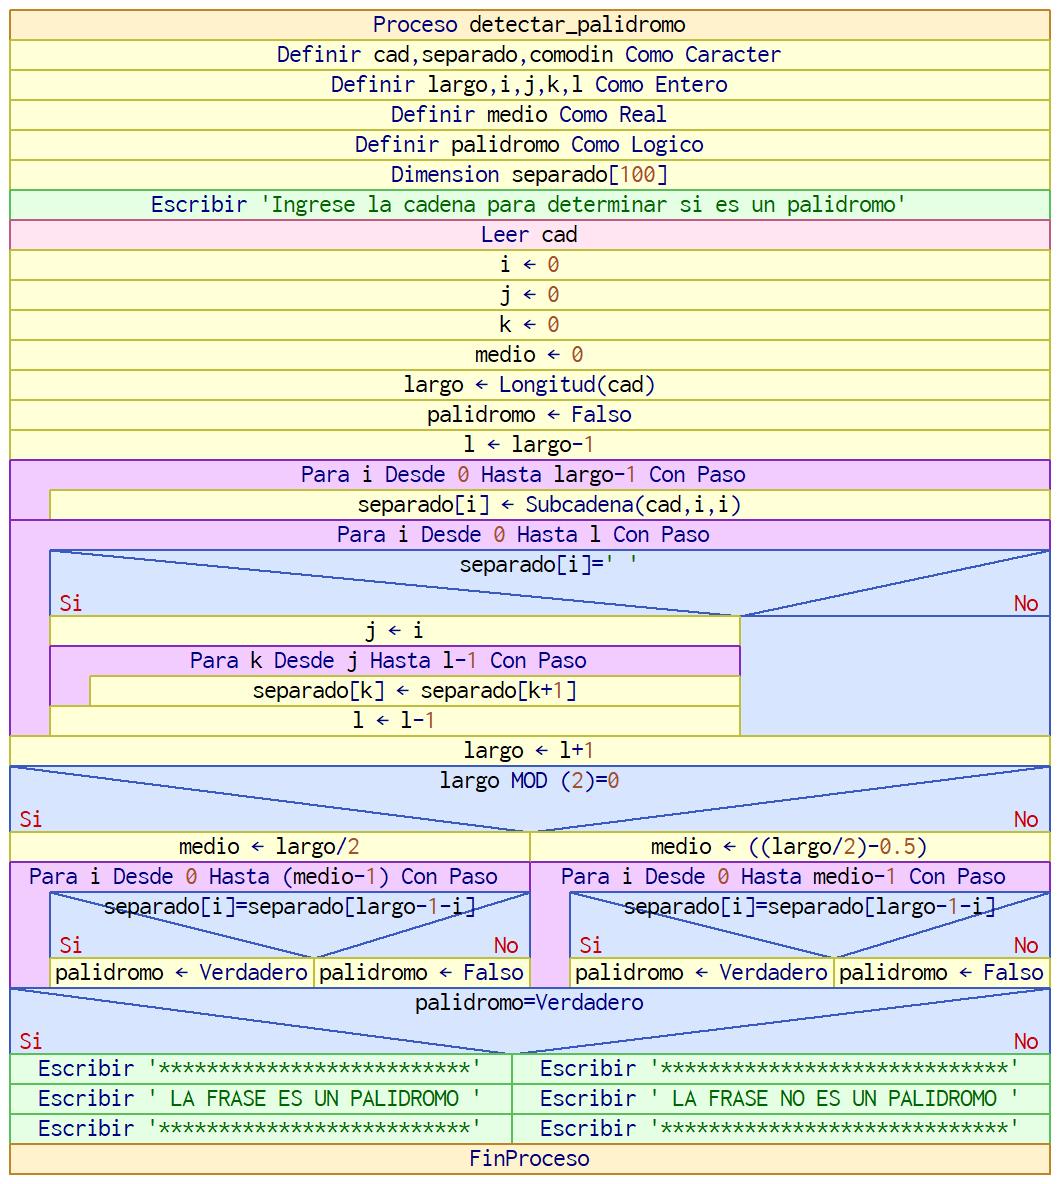 Proceso detectar_palidromo
Definir cad,separado,comodin Como Caracter
Definir largo,i,j,k,l Como Entero
Definir medio Como Real
Definir palidromo Como Logico
Dimension separado[100]
Escribir 'Ingrese la cadena para determinar si es un palidromo'
Leer cad
i ← 0
j ← 0
k ← 0
medio ← 0
largo ← Longitud(cad)
palidromo ← Falso
l ← largo-1
Para i Desde 0 Hasta largo-1 Con Paso
separado[i] ← Subcadena(cad,i,i)
Para i Desde 0 Hasta l Con Paso
separado[i]=' '
Si No
j ← i
Para k Desde j Hasta l-1 Con Paso
separado[k] ← separado[k+1]
l ← l-1
largo ← l+1
largo MOD (2)=0
Si No
medio ← largo/2 medio ← ((largo/2)-0.5)
Para i Desde 0 Hasta (medio-1) Con Paso Para i Desde 0 Hasta medio-1 Con Paso
separado[i]=separado[largo-1-i] separado[i]=separado[largo-1-i]
Si No Si No
palidromo ← Verdadero palidromo ← Falso palidromo ← Verdadero palidromo ← Falso
palidromo=Verdadero
Si No
Escribir '**************************' Escribir '*****************************'
Escribir ' LA FRASE ES UN PALIDROMO ' Escribir ' LA FRASE NO ES UN PALIDROMO '
Escribir '**************************' Escribir '*****************************'
FinProceso